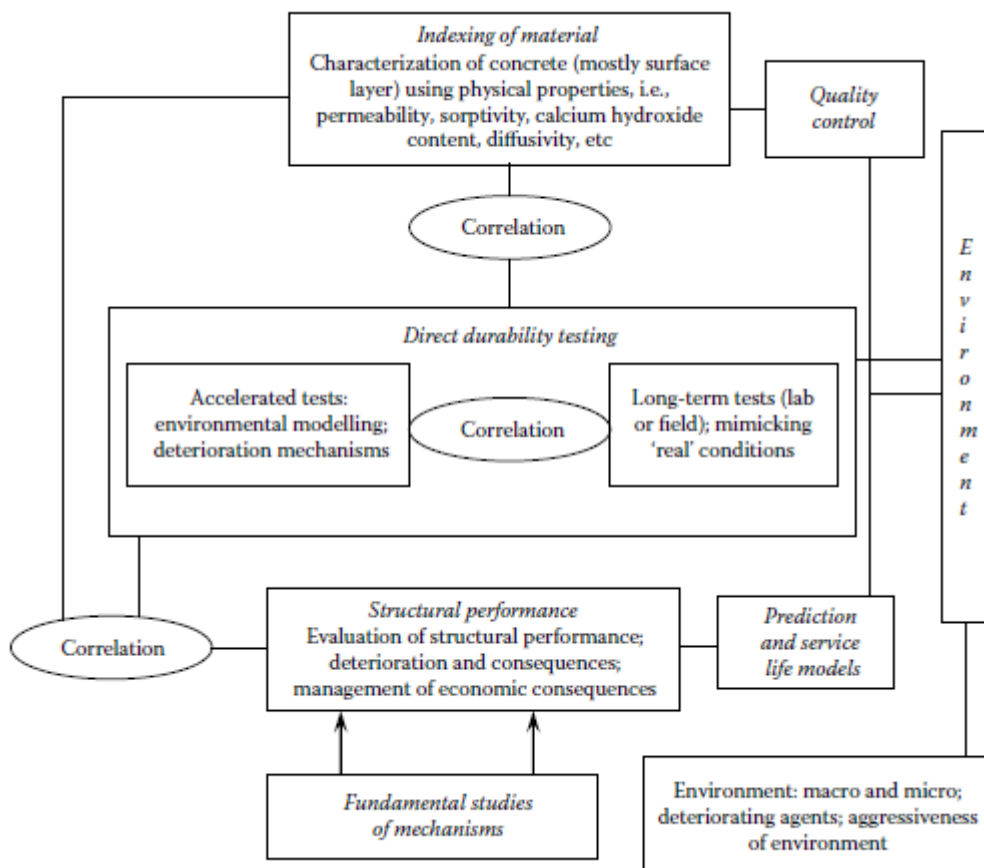 Indexing of material
Characterization of concrete (mostly surface
layer) using physical properties, i.e.,
permeability, sorptivity, calcium hydroxide
content, diffusivity, etc
Quality
control
Correlation
Environment
Direct durability testing
Accelerated tests:
environmental modelling;
deterioration mechanisms
Correlation
Long-term tests (lab
or field); mimicking
‘real’ conditions
Correlation
Structural performance
Evaluation of structural performance;
deterioration and consequences;
management of economic consequences
Prediction
and service
life models
Fundamental studies
of mechanisms
Environment: macro and micro;
deteriorating agents; aggressiveness
of environment